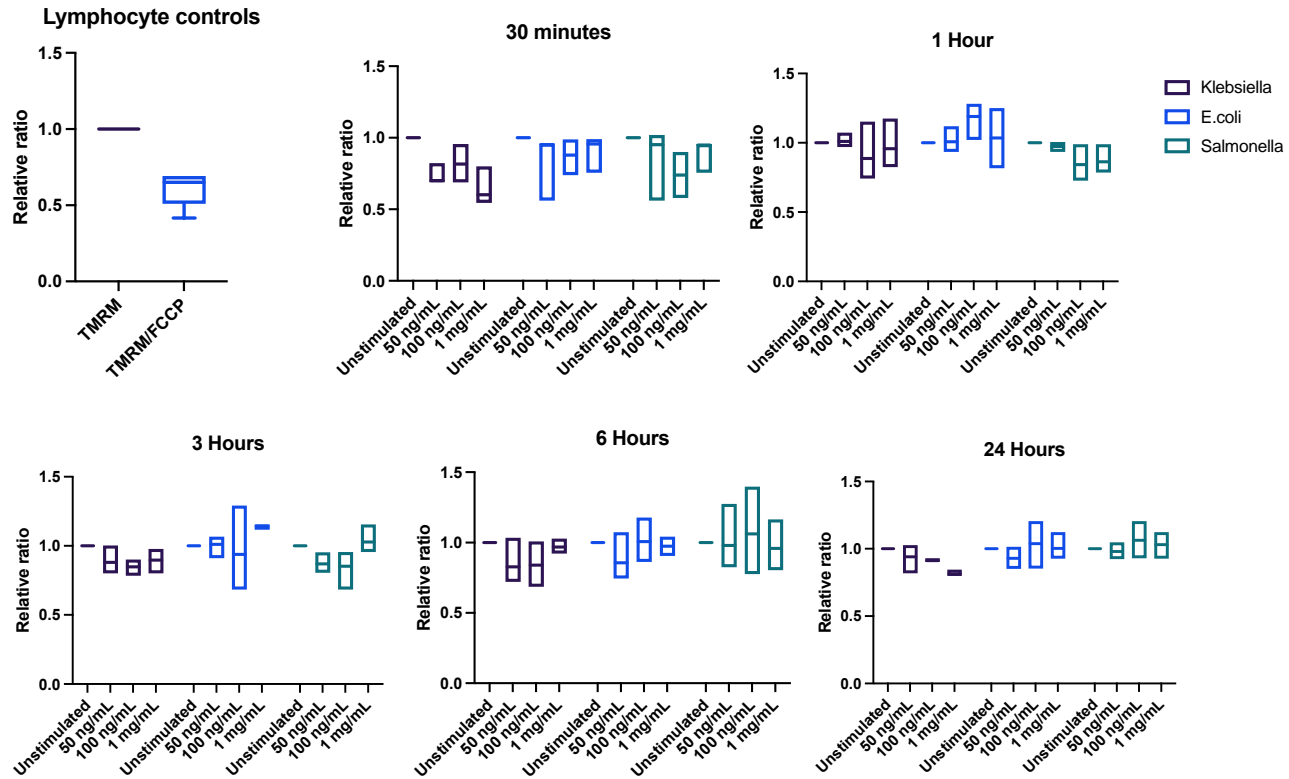 Lymphocyte controls
Relative ratio
1.5
1.0
0.5
0.0
TMRM
TMRM/FCCP
30 minutes
Relative ratio
1.5
1.0
0.5
0.0
Unstimulated
50 ng/mL
100 ng/mL
1 mg/mL
Unstimulated
50 ng/mL
100 ng/mL
1 mg/mL
Unstimulated
50 ng/mL
100 ng/mL
1 mg/mL
1 Hour
Relative ratio
1.5
1.0
0.5
0.0
Unstimulated
50 ng/mL
100 ng/mL
1 mg/mL
Unstimulated
50 ng/mL
100 ng/mL
1 mg/mL
Unstimulated
50 ng/mL
100 ng/mL
1 mg/mL
Klebsiella
E.coli
Salmonella
3 Hours
Relative ratio
1.5
1.0
0.5
0.0
Unstimulated
50 ng/mL
100 ng/mL
1 mg/mL
Unstimulated
50 ng/mL
100 ng/mL
1 mg/mL
Unstimulated
50 ng/mL
100 ng/mL
1 mg/mL
6 Hours
Relative ratio
1.5
1.0
0.5
0.0
Unstimulated
50 ng/mL
100 ng/mL
1 mg/mL
Unstimulated
50 ng/mL
100 ng/mL
1 mg/mL
Unstimulated
50 ng/mL
100 ng/mL
1 mg/mL
24 Hours
Relative ratio
1.5
1.0
0.5
0.0
Unstimulated
50 ng/mL
100 ng/mL
1 mg/mL
Unstimulated
50 ng/mL
100 ng/mL
1 mg/mL
Unstimulated
50 ng/mL
100 ng/mL
1 mg/mL